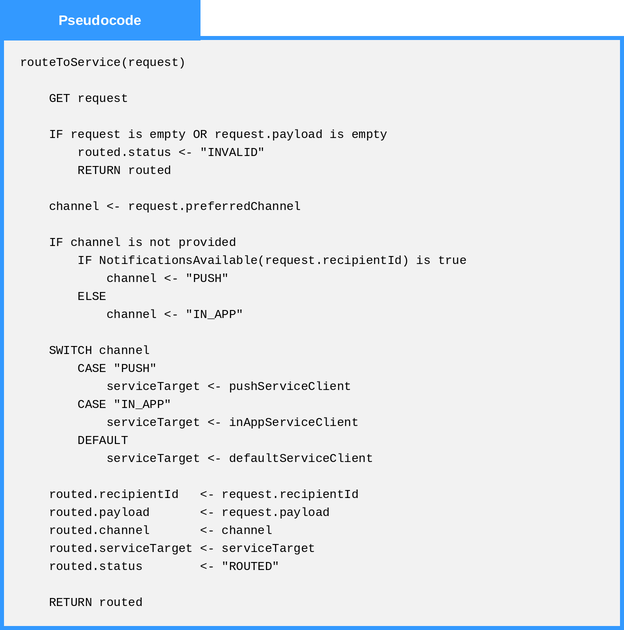 Pseudocode
routeToService(request)
    GET request
    IF request is empty OR request.payload is empty
        routed.status <- "INVALID"
        RETURN routed
    channel <- request.preferredChannel
    IF channel is not provided
        IF NotificationsAvailable(request.recipientId) is true
            channel <- "PUSH"
        ELSE
            channel <- "IN_APP"
    SWITCH channel
        CASE "PUSH"
            serviceTarget <- pushServiceClient
        CASE "IN_APP"
            serviceTarget <- inAppServiceClient
        DEFAULT
            serviceTarget <- defaultServiceClient
    routed.recipientId   <- request.recipientId
    routed.payload       <- request.payload
    routed.channel       <- channel
    routed.serviceTarget <- serviceTarget
    routed.status        <- "ROUTED"
    RETURN routed